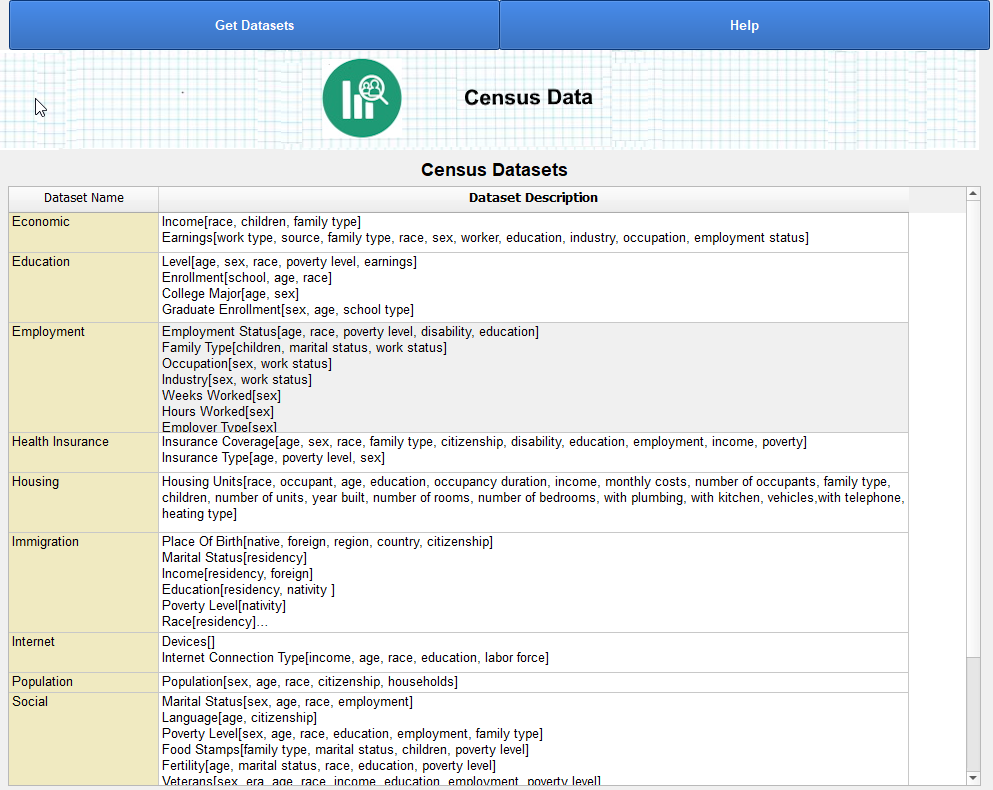 Get Datasets
Help
Census Data
Census Datasets
Dataset Name
Dataset Description
Economic
Income[race, children, family type]
Earnings[work type, source, family type, race, sex, worker, education, industry, occupation, employment status]
Education
Level[age, sex, race, poverty level, earnings]
Enrollment[school, age, race]
College Major[age, sex]
Graduate Enrollment[sex, age, school type]
Employment
Employment Status[age, race, poverty level, disability, education]
Family Type[children, marital status, work status]
Occupation[sex, work status]
Industry[sex, work status]
Weeks Worked[sex]
Hours Worked[sex]
Employer Type[sex]
Health Insurance
Insurance Coverage[age, sex, race, family type, citizenship, disability, education, employment, income, poverty]
Insurance Type[age, poverty level, sex]
Housing
Housing Units[race, occupant, age, education, occupancy duration, income, monthly costs, number of occupants, family type,
children, number of units, year built, number of rooms, number of bedrooms, with plumbing, with kitchen, vehicles,with telephone,
heating type]
Immigration
Place Of Birth[native, foreign, region, country, citizenship]
Marital Status[residency]
Income[residency, foreign]
Education[residency, nativity ]
Poverty Level[nativity]
Race[residency]...
Internet
Devices[]
Internet Connection Type[income, age, race, education, labor force]
Population
Population[sex, age, race, citizenship, households]
Social
Marital Status[sex, age, race, employment]
Language[age, citizenship]
Poverty Level[sex, age, race, education, employment, family type]
Food Stamps[family type, marital status, children, poverty level]
Fertility[age, marital status, race, education, poverty level]
Veterans[sex, era, age, race, income, education, employment, poverty level]